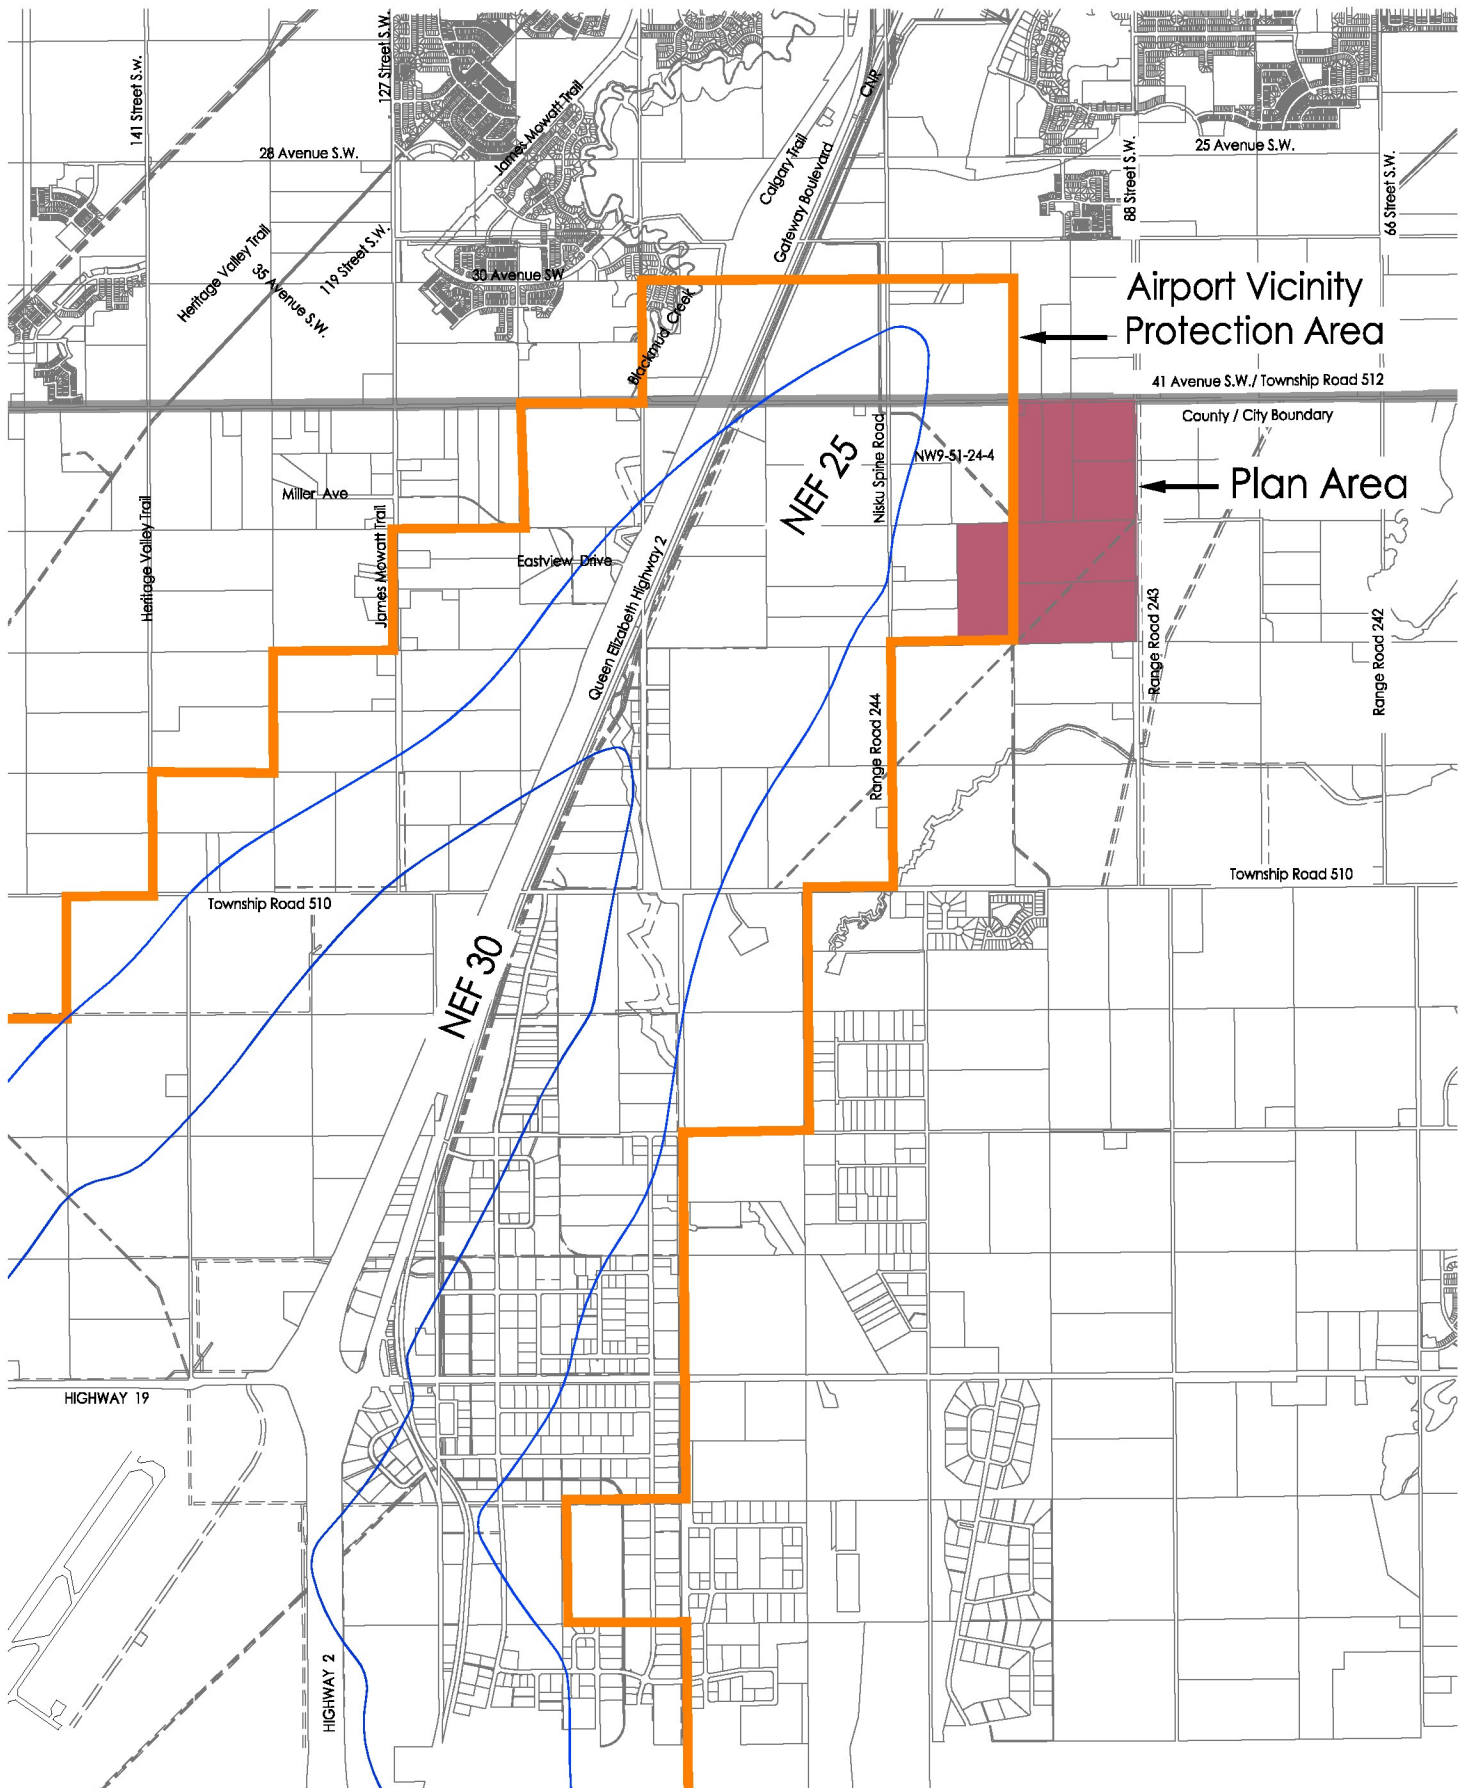 127 Street S.W.
141 Street S.w.
CNR
James Mowatt Trail
28 Avenue S.W.
25 Avenue S.W.
Calgary Trail
Gateway Boulevard
88 Street S.W.
66 Street S.W.
Heritage Valley Trail
35 Avenue S.W.
119 Street S.W.
30 Avenue SW
Blackmud Creek
Airport Vicinity
Protection Area
41 Avenue S.W./ Township Road 512
County / City Boundary
NEF 25
Nisku Spine Road
NW9-51-24-4
Plan Area
Miller Ave
Heritage Valley Trail
James Mowatt Trail
Eastview Drive
Queen Elizabeth Highway 2
Range Road 244
Range Road 243
Range Road 242
Township Road 510
Township Road 510
NEF 30
HIGHWAY 19
HIGHWAY 2